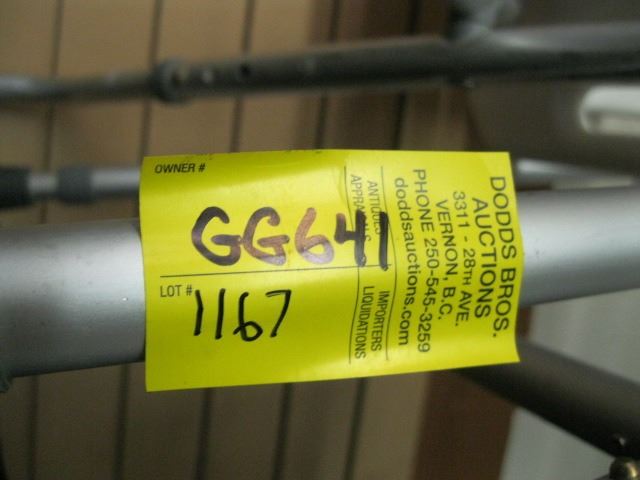 OWNER #
GG641
LOT #
1167
DODDS BROS.
AUCTIONS
3311 - 28TH AVE.
VERNON, B.C.
PHONE 250-545-3259
doddsauctions.com
ANTIQUES IMPORTERS
APPRAISALS LIQUIDATIONS